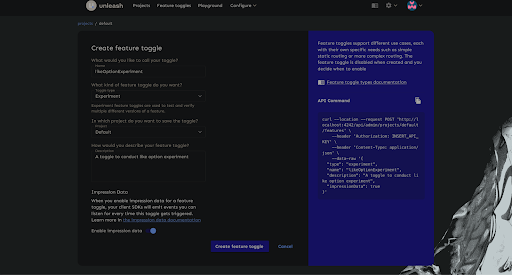 unleash
Projects
Feature toggles
Playground
Configure
projects / default
Create feature toggle
What would you like to call your toggle?
Name
likeOptionExperiment
What kind of feature toggle do you want?
Toggle type
Experiment
Experiment feature toggles are used to test and verify
multiple different versions of a feature.
In which project do you want to save the toggle?
Project
Default
How would you describe your feature toggle?
Description
A toggle to conduct like option experiment
Impression Data
When you enable impression data for a feature
toggle, your client SDKs will emit events you can
listen for every time this toggle gets triggered.
Learn more in the impression data documentation
Enable impression data
Create feature toggle
Cancel
Feature toggles support different use cases, each
with their own specific needs such as simple
static routing or more complex routing. The
feature toggle is disabled when created and you
decide when to enable
Feature toggle types documentation
API Command
curl --location --request POST "http://l
ocalhost:4242/api/admin/projects/default
/features" \
--header "Authorization: INSERT_API_
KEY" \
--header "Content-Type: application/
json" \
--data-raw '{
"type": "experiment",
"name": "likeOptionExperiment",
"description": "A toggle to conduct li
ke option experiment",
"impressionData": true
}'